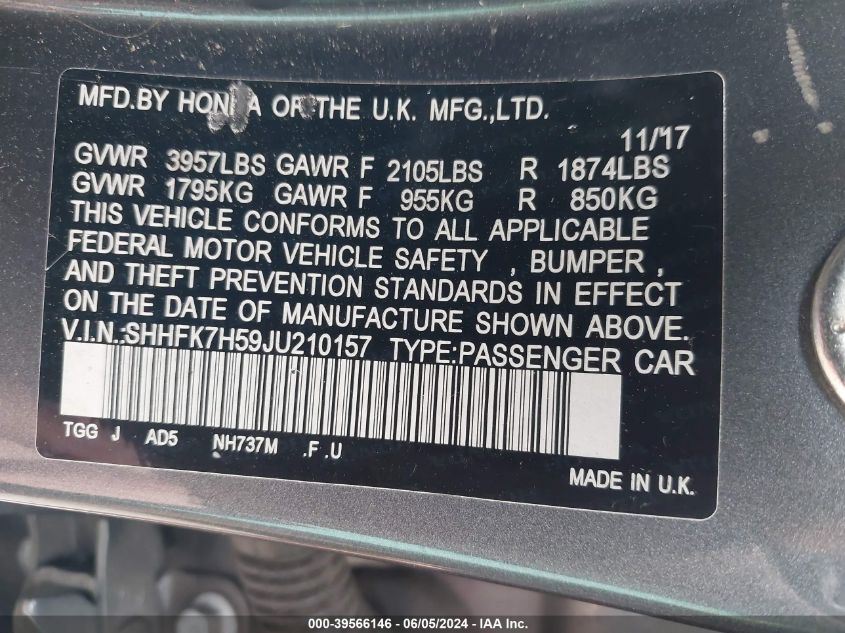 MFD.BY HONDA OF THE U.K. MFG.,LTD.
11/17
GVWR 3957LBS GAWR F 2105LBS R 1874LBS
GVWR 1795KG GAWR F 955KG R 850KG
THIS VEHICLE CONFORMS TO ALL APPLICABLE
FEDERAL MOTOR VEHICLE SAFETY , BUMPER ,
AND THEFT PREVENTION STANDARDS IN EFFECT
ON THE DATE OF MANUFACTURE SHOWN ABOVE.
V.I.N.:SHHFK7H59JU210157 TYPE:PASSENGER CAR
TGG J AD5 NH737M .F .U
MADE IN U.K.
000-39566146 - 06/05/2024 - IAA Inc.